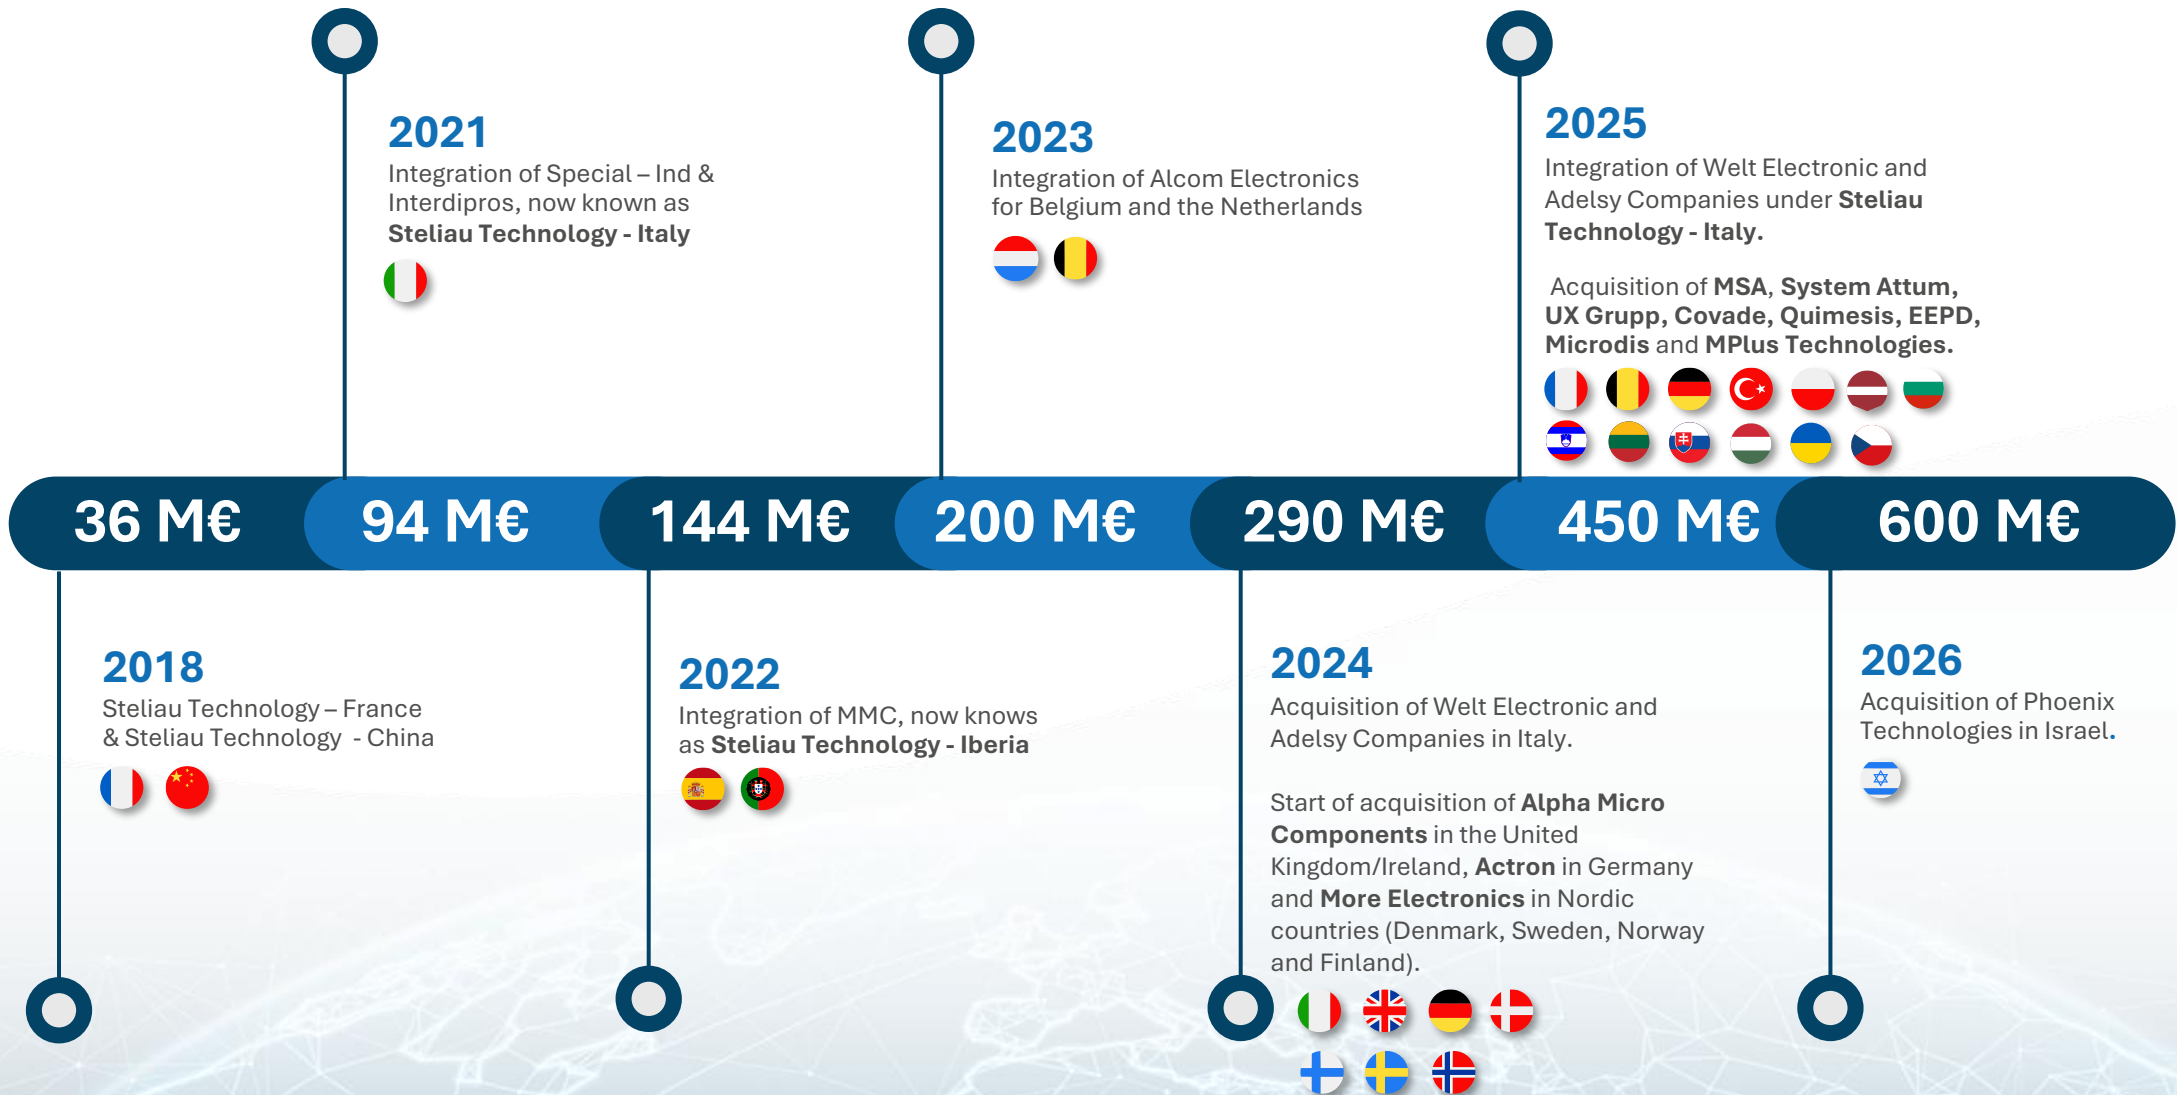 2021
Integration of Special – Ind &
Interdipros, now known as
Steliau Technology - Italy
2023
Integration of Alcom Electronics
for Belgium and the Netherlands
2025
Integration of Welt Electronic and
Adelsy Companies under Steliau
Technology - Italy.
Acquisition of MSA, System Attum,
UX Grupp, Covade, Quimesis, EEPD,
Microdis and MPlus Technologies.
36 M€
94 M€
144 M€
200 M€
290 M€
450 M€
600 M€
2018
Steliau Technology – France
& Steliau Technology - China
2022
Integration of MMC, now knows
as Steliau Technology - Iberia
2024
Acquisition of Welt Electronic and
Adelsy Companies in Italy.
Start of acquisition of Alpha Micro
Components in the United
Kingdom/Ireland, Actron in Germany
and More Electronics in Nordic
countries (Denmark, Sweden, Norway
and Finland).
2026
Acquisition of Phoenix
Technologies in Israel.